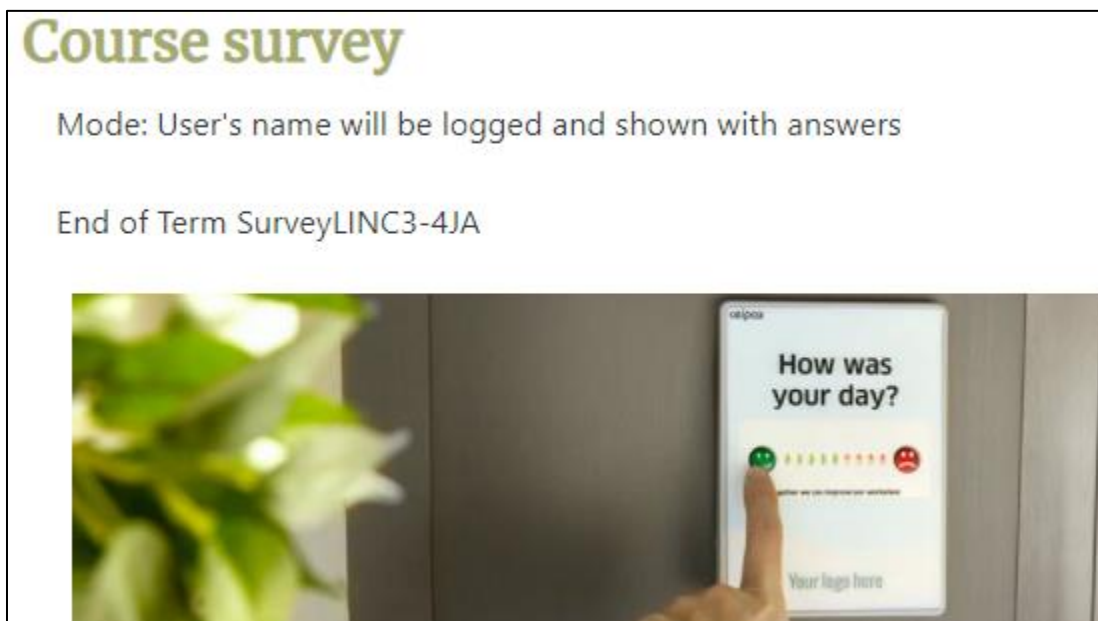 Course survey
Mode: User's name will be logged and shown with answers
End of Term SurveyLINC3-4JA
How was
your day?
Your logo here